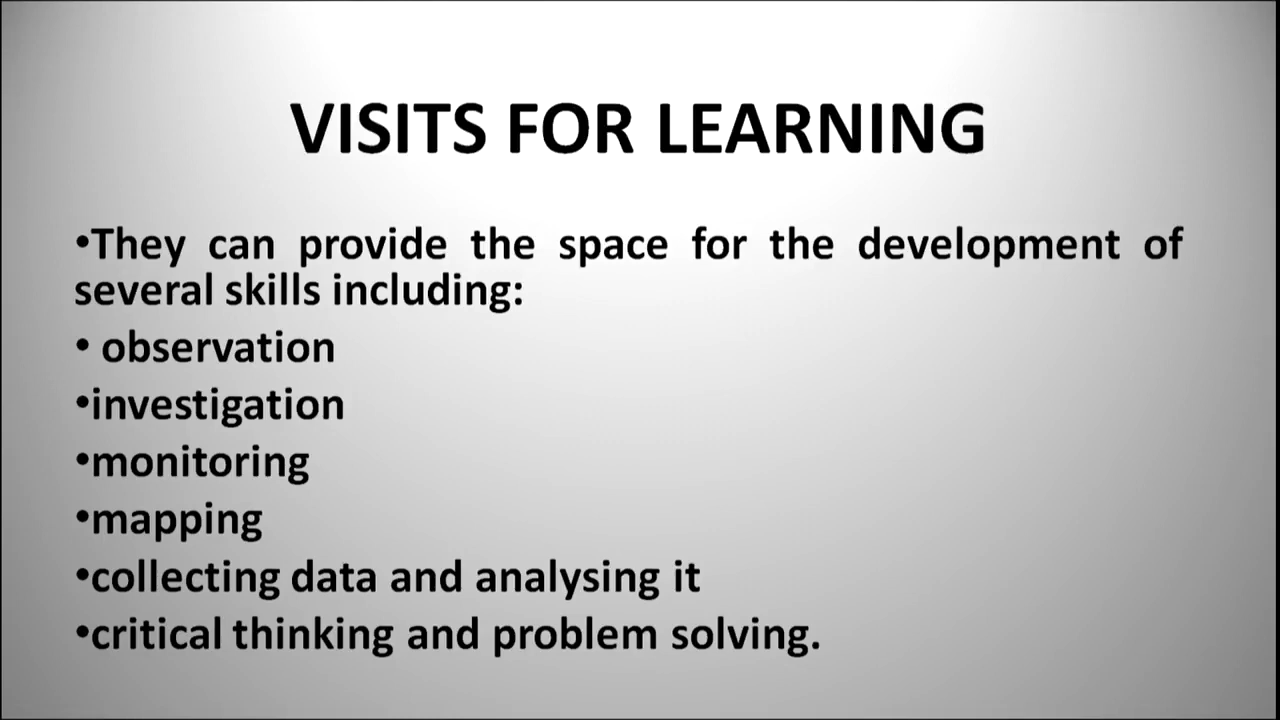 VISITS FOR LEARNING
•They can provide the space for the development of
several skills including:
• observation
•investigation
•monitoring
•mapping
•collecting data and analysing it
•critical thinking and problem solving.